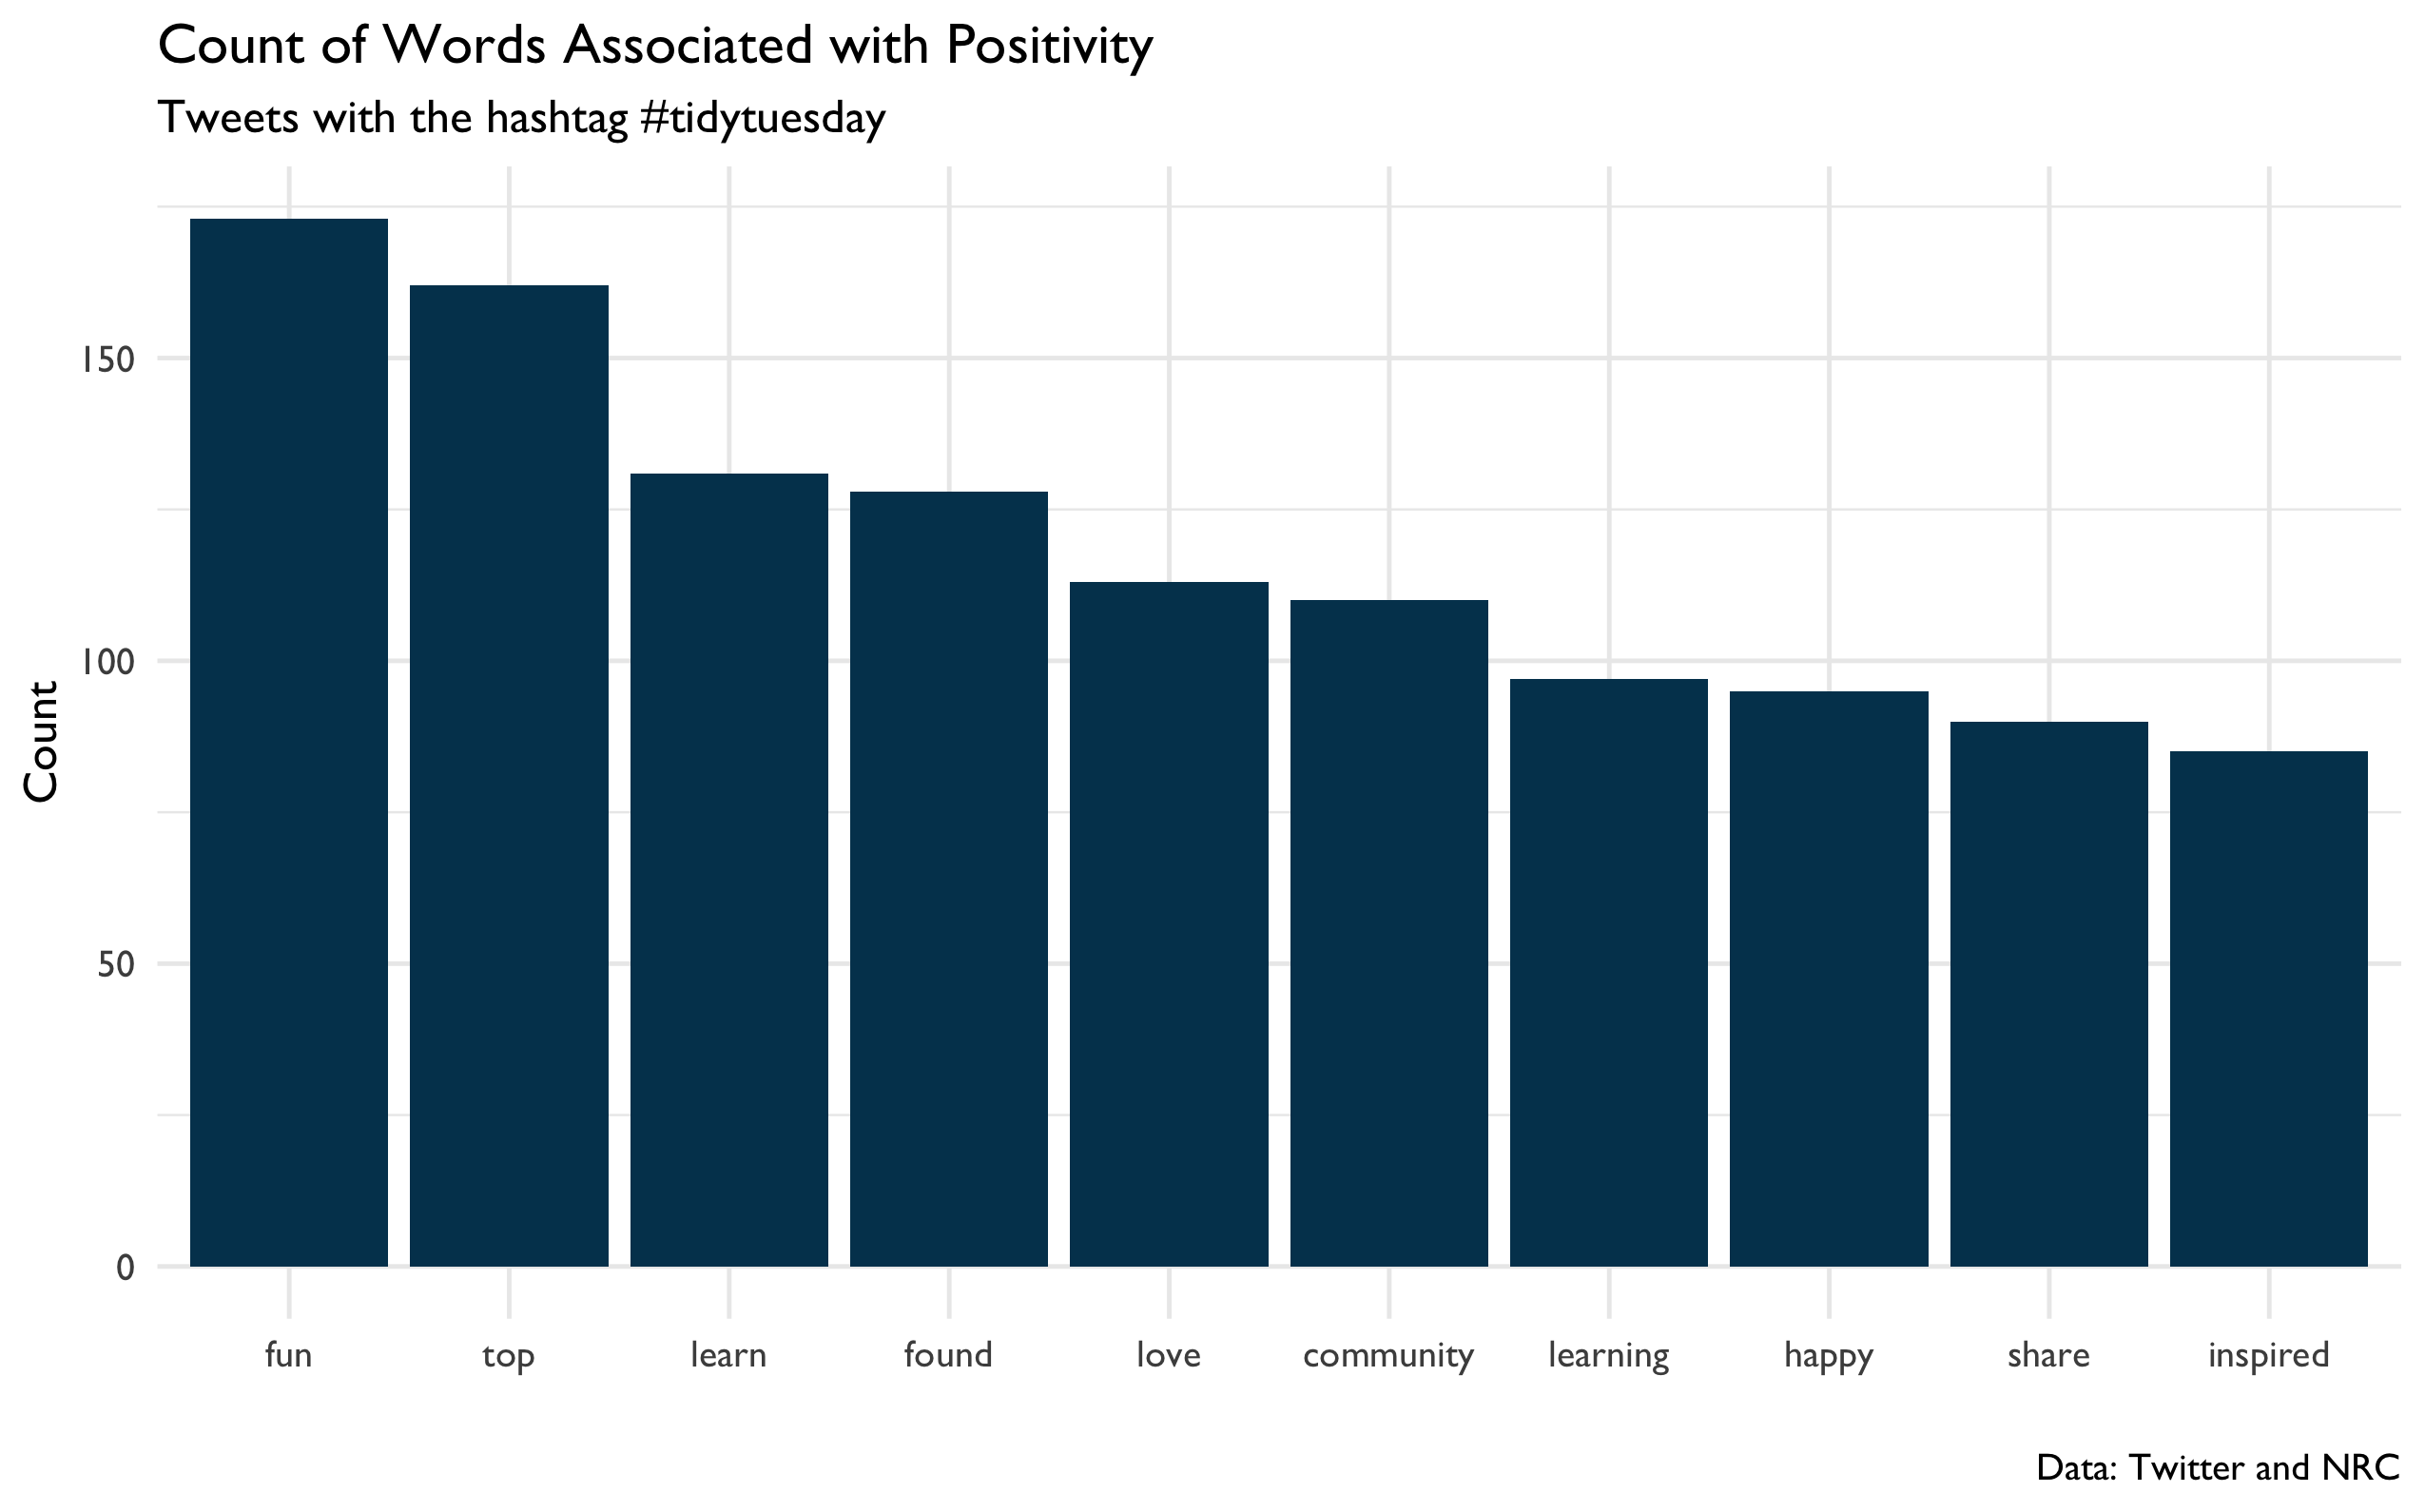 Count of Words Associated with Positivity
Tweets with the hashtag #tidytuesday
150
100
50
0
Count
fun top learn found love community learning happy share inspired
Data: Twitter and NRC